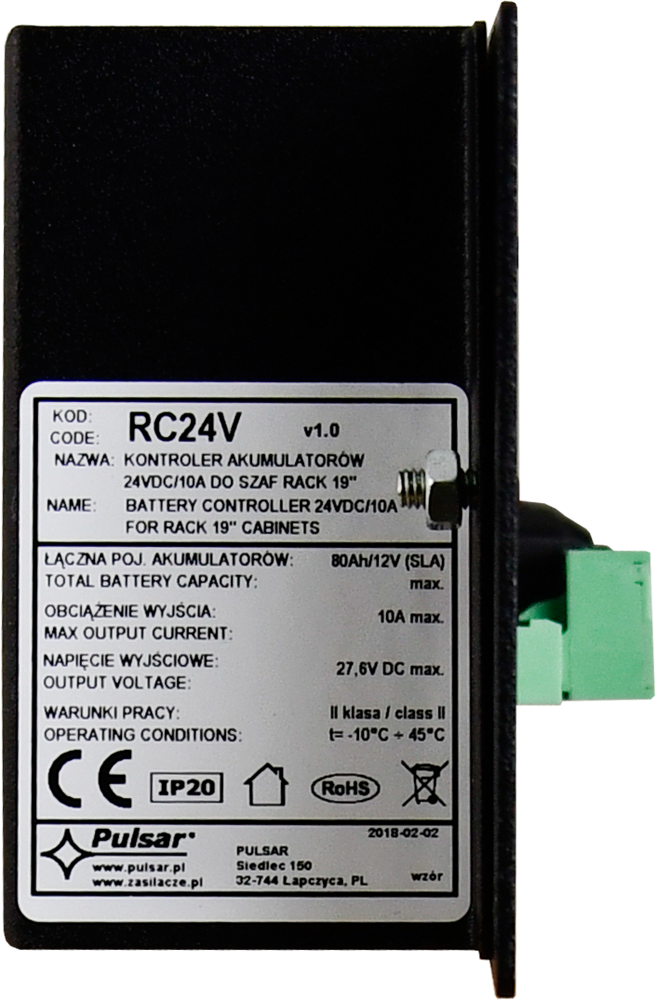 KOD:
CODE:
RC24V
v1.0
NAZWA: KONTROLER AKUMULATORÓW
24VDC/10A DO SZAF RACK 19"
NAME: BATTERY CONTROLLER 24VDC/10A
FOR RACK 19" CABINETS
ŁĄCZNA POJ. AKUMULATORÓW: 80Ah/12V (SLA)
TOTAL BATTERY CAPACITY: max.
OBCIĄŻENIE WYJŚCIA: 10A max.
MAX OUTPUT CURRENT:
NAPIĘCIE WYJŚCIOWE: 27,6V DC max.
OUTPUT VOLTAGE:
WARUNKI PRACY: II klasa / class II
OPERATING CONDITIONS: t= -10°C ÷ 45°C
CE IP20 RoHS
Pulsar®
www.pulsar.pl
www.zasilacze.pl
2018-02-02
PULSAR
Siedlec 150
32-744 Łapczyca, PL
wzór